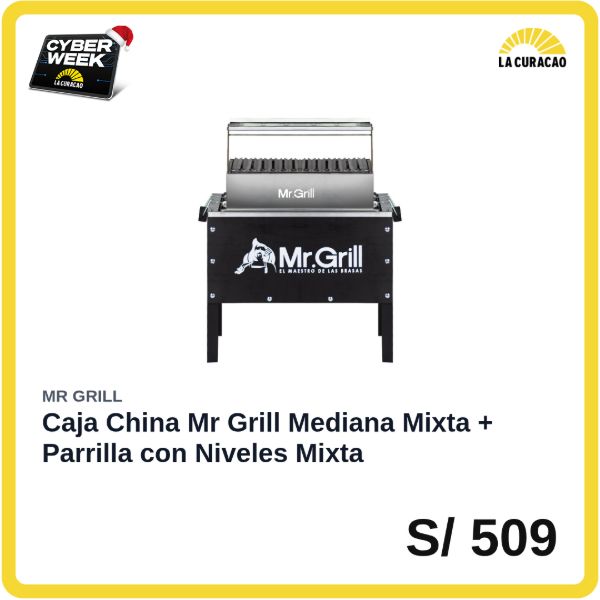 CYBER
WEEK
LA CURACAO
LA CURACAO
Mr.Grill
Mr.Grill
EL MAESTRO DE LAS BRASAS
MR GRILL
Caja China Mr Grill Mediana Mixta +
Parrilla con Niveles Mixta
S/ 509